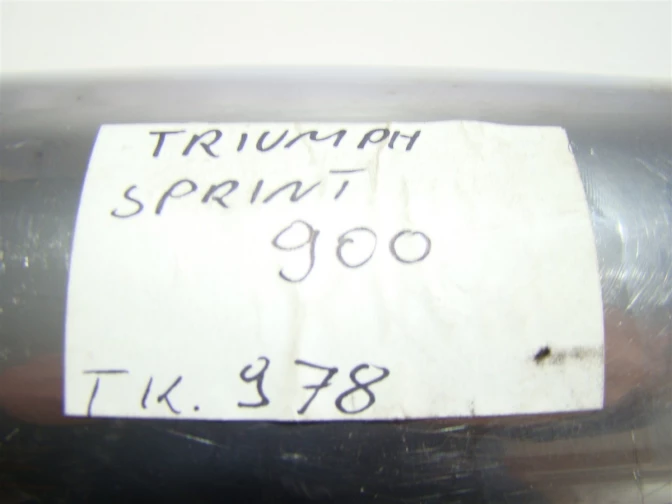 TRIUMPH
SPRINT
900
TK. 978